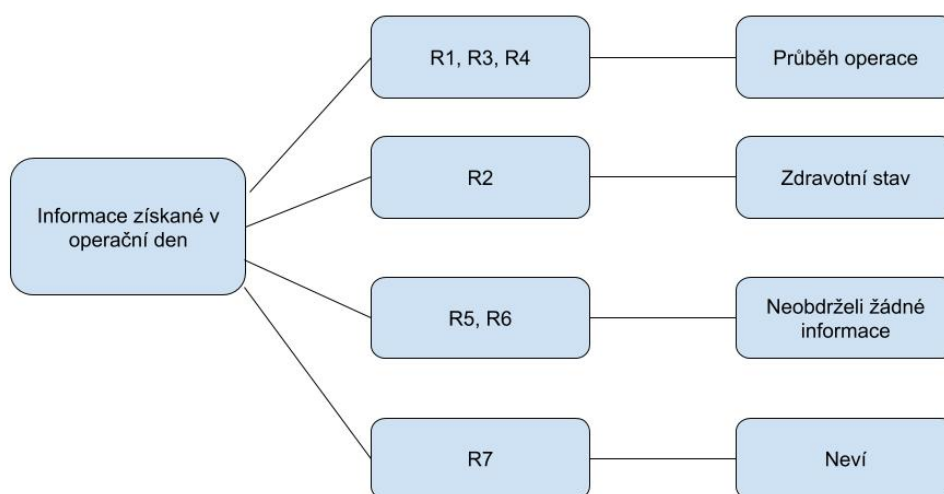 R1, R3, R4
Průběh operace
R2
Zdravotní stav
Informace získané v
operační den
R5, R6
Neobdrželi žádné
informace
R7
Neví